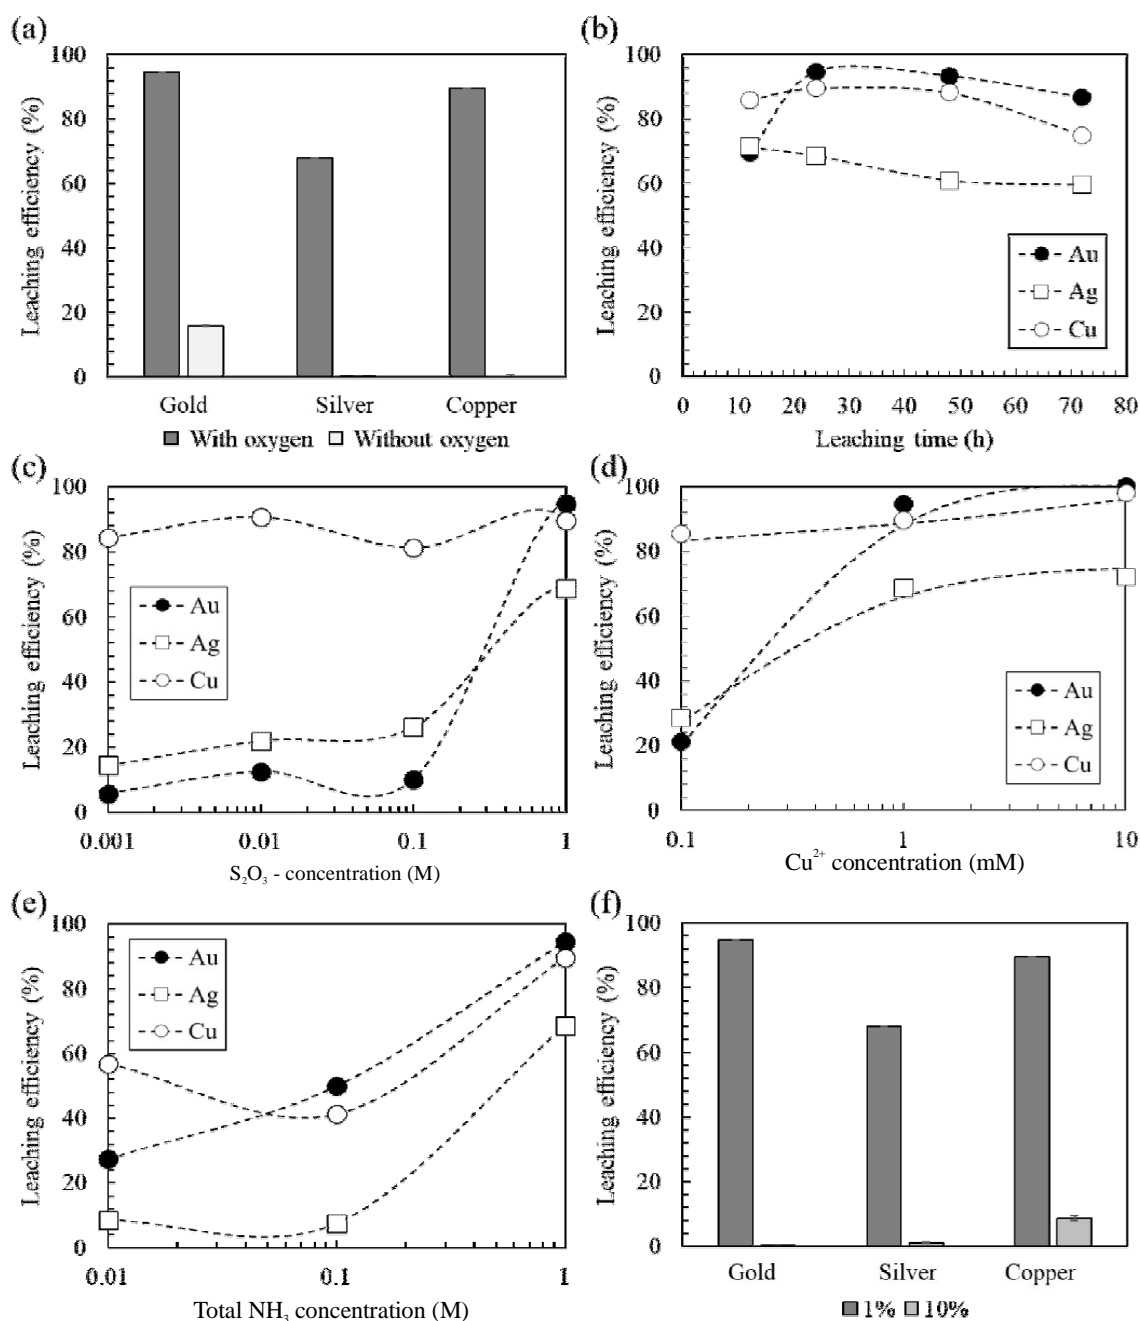 (a)
Leaching efficiency (%)
100
80
60
40
20
0
Gold Silver Copper
With oxygen Without oxygen
(b)
Leaching efficiency (%)
100
80
60
40
20
0
Au
Ag
Cu
0 10 20 30 40 50 60 70 80
Leaching time (h)
(c)
Leaching efficiency (%)
100
80
60
40
20
0
Au
Ag
Cu
0.001 0.01 0.1 1
S₂O₃ - concentration (M)
(d)
Leaching efficiency (%)
100
80
60
40
20
0
Au
Ag
Cu
0.1 1 10
Cu²⁺ concentration (mM)
(e)
Leaching efficiency (%)
100
80
60
40
20
0
Au
Ag
Cu
0.01 0.1 1
Total NH₃ concentration (M)
(f)
Leaching efficiency (%)
100
80
60
40
20
0
Gold Silver Copper
1% 10%